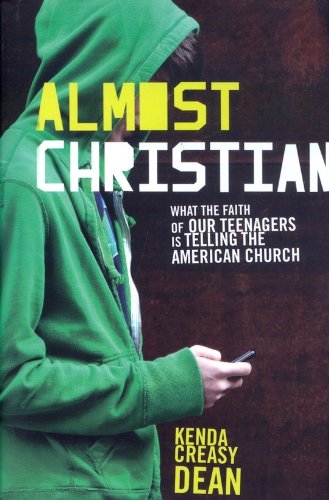 ALMOST
CHRISTIAN
WHAT THE FAITH
OF OUR TEENAGERS
IS TELLING THE
AMERICAN CHURCH
KENDA
CREASY
DEAN